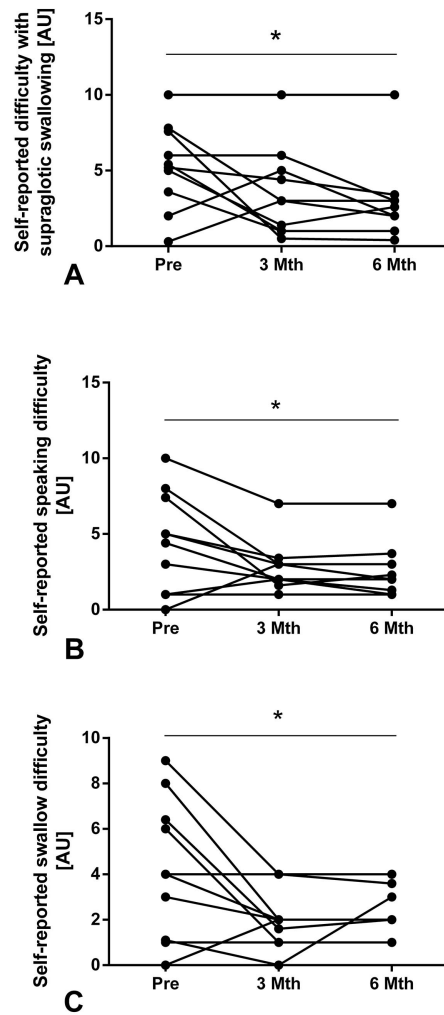 Self-reported difficulty with
supraglotic swallowing [AU]
15
10
5
0
*
Pre
3 Mth
6 Mth
A
Self-reported speaking difficulty
[AU]
15
10
5
0
*
Pre
3 Mth
6 Mth
B
Self-reported swallow difficulty
[AU]
10
8
6
4
2
0
*
Pre
3 Mth
6 Mth
C